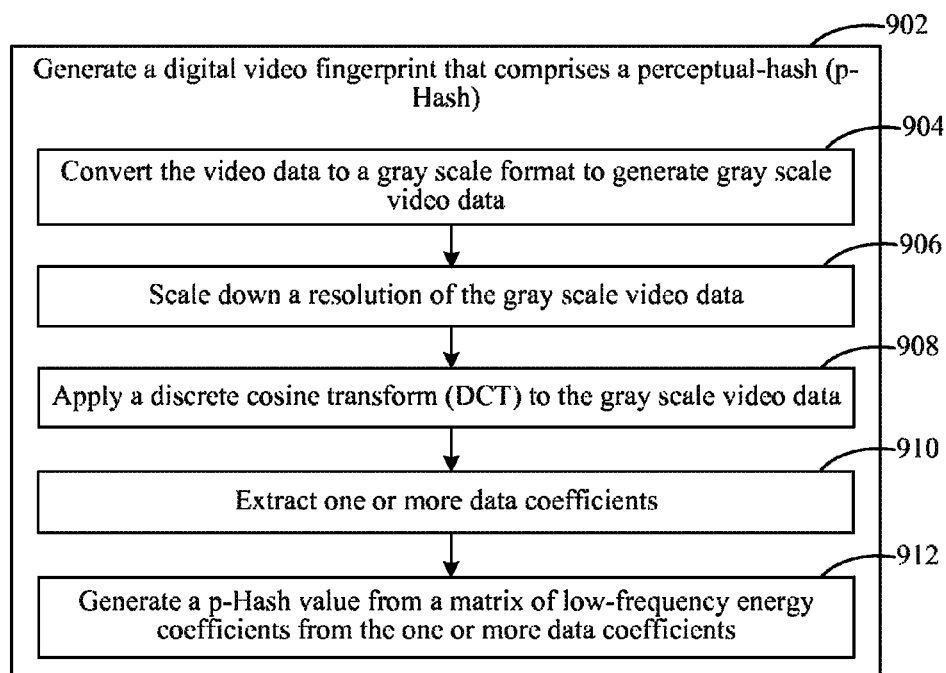 902
Generate a digital video fingerprint that comprises a perceptual-hash (p-
Hash)
904
Convert the video data to a gray scale format to generate gray scale
video data
906
Scale down a resolution of the gray scale video data
908
Apply a discrete cosine transform (DCT) to the gray scale video data
910
Extract one or more data coefficients
912
Generate a p-Hash value from a matrix of low-frequency energy
coefficients from the one or more data coefficients